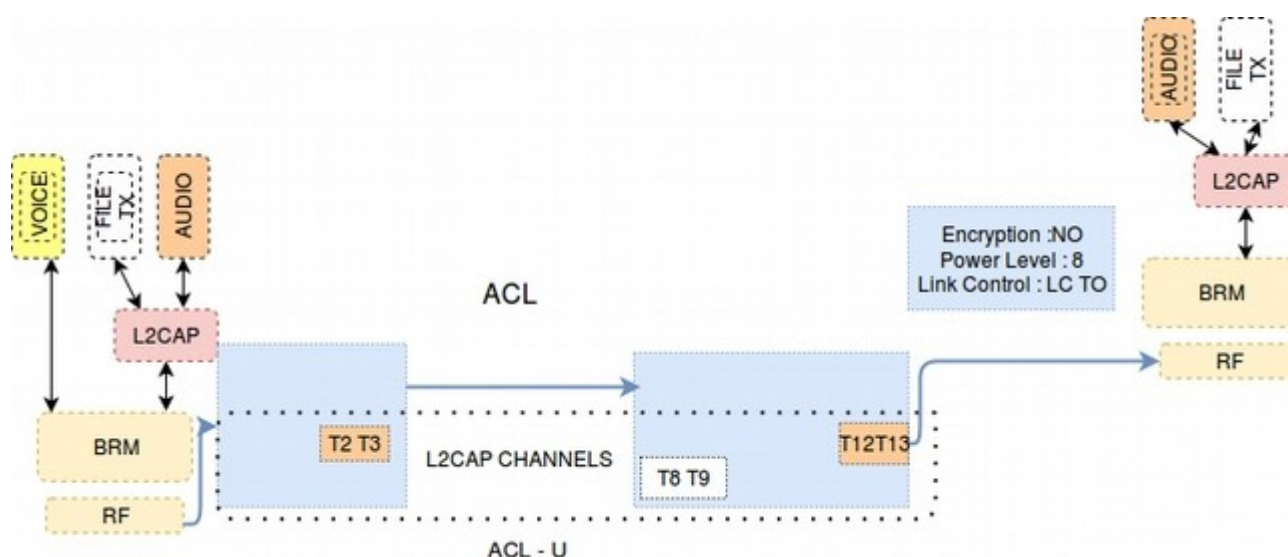 AUDIO
FILE
TX
L2CAP
VOICE
FILE
TX
AUDIO
Encryption :NO
Power Level : 8
Link Control : LC TO
BRM
ACL
L2CAP
RF
BRM
T2 T3
L2CAP CHANNELS
T12T13
T8 T9
RF
ACL - U